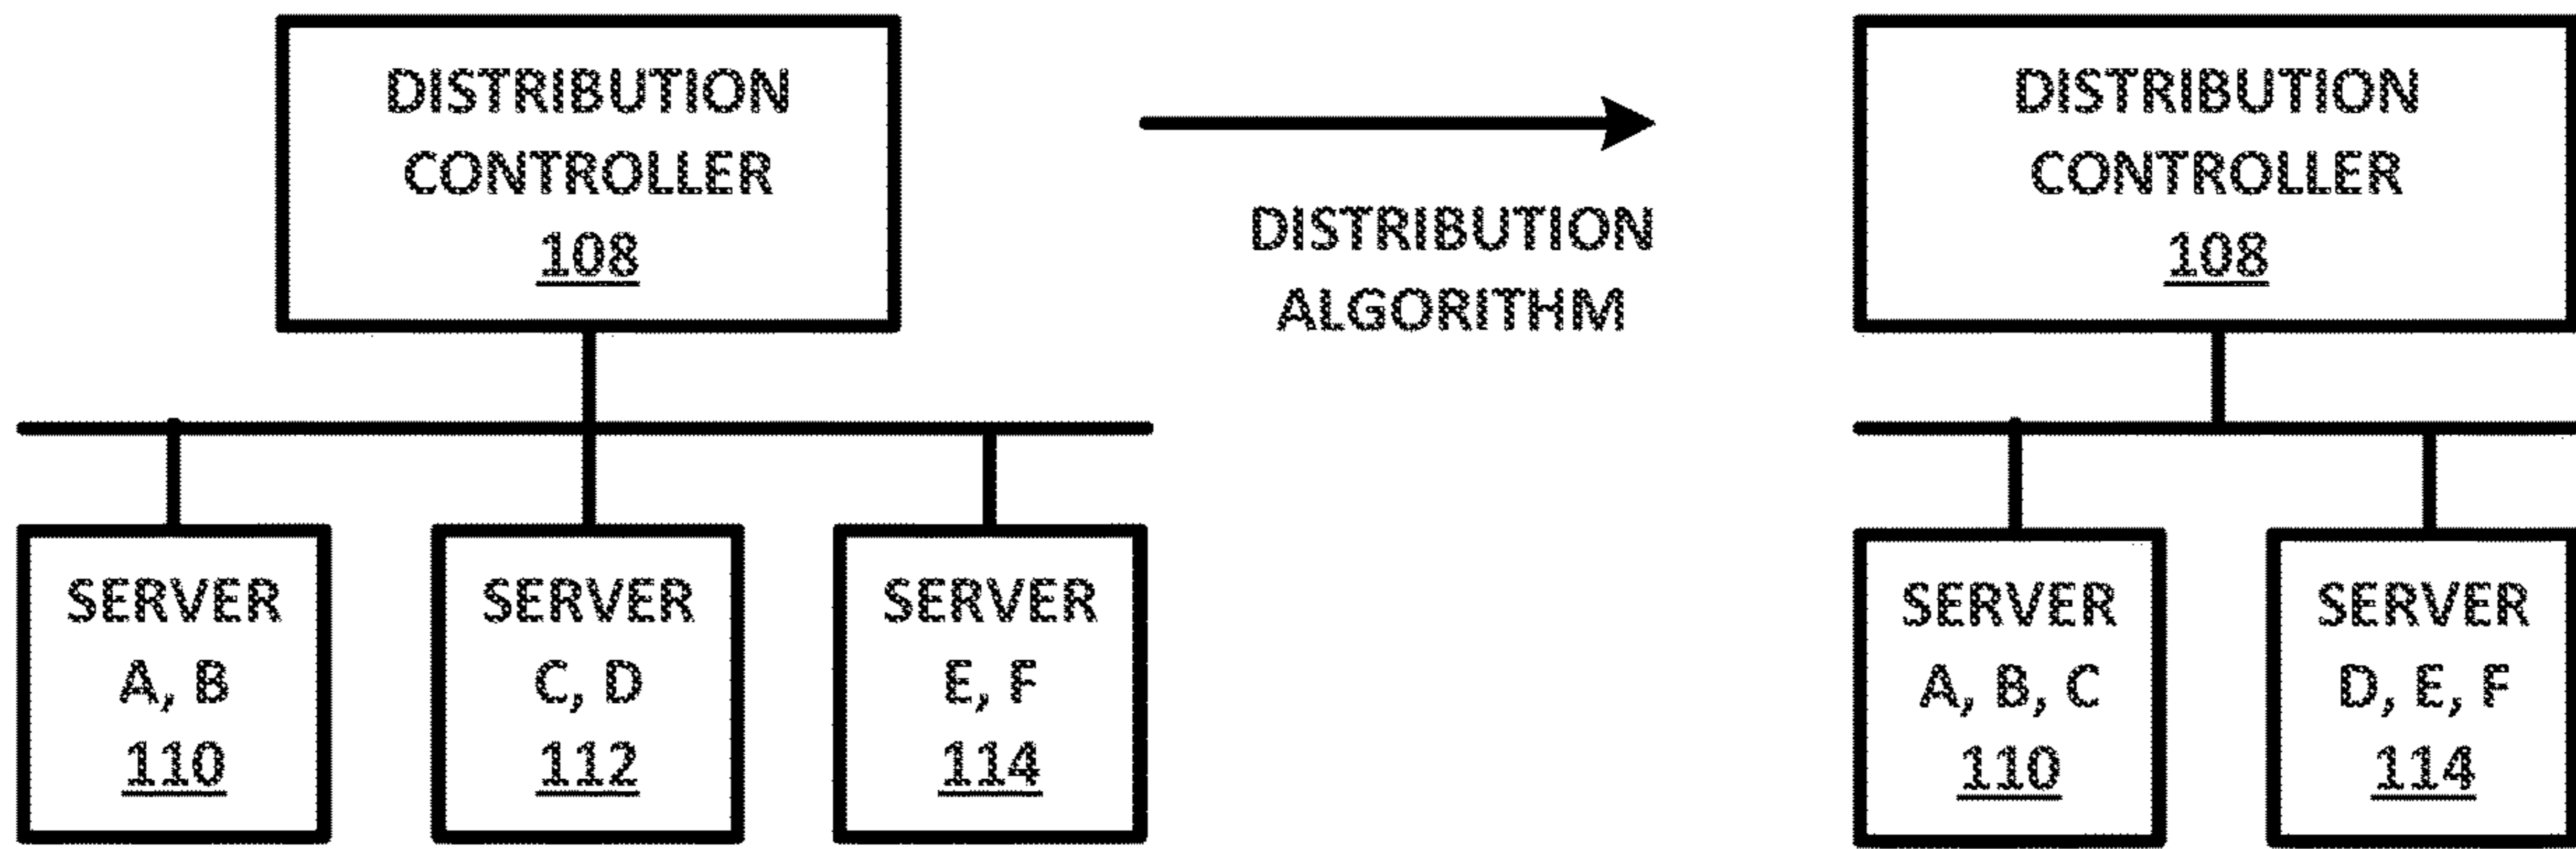 DISTRIBUTION
CONTROLLER
108
DISTRIBUTION
ALGORITHM
DISTRIBUTION
CONTROLLER
108
SERVER
A, B
110
SERVER
C, D
112
SERVER
E, F
114
SERVER
A, B, C
110
SERVER
D, E, F
114